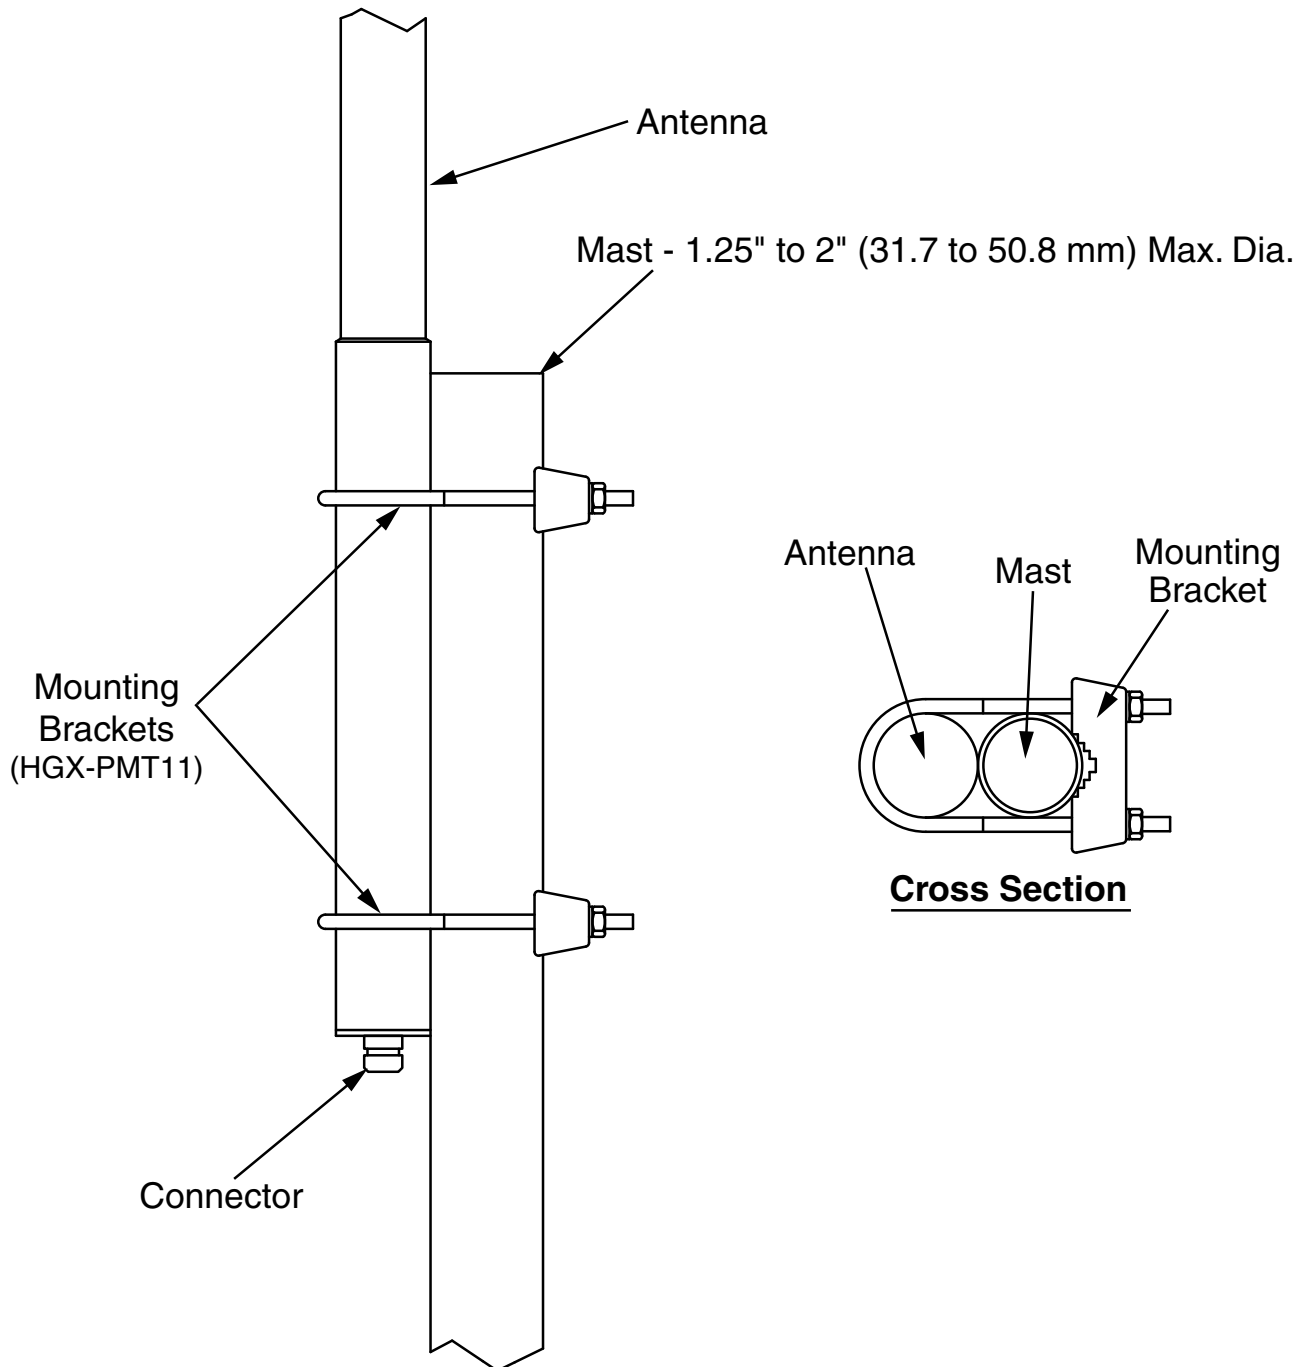 Antenna
Mast - 1.25" to 2" (31.7 to 50.8 mm) Max. Dia.
Antenna
Mast
Mounting
Bracket
Mounting
Brackets
(HGX-PMT11)
Cross Section
Connector